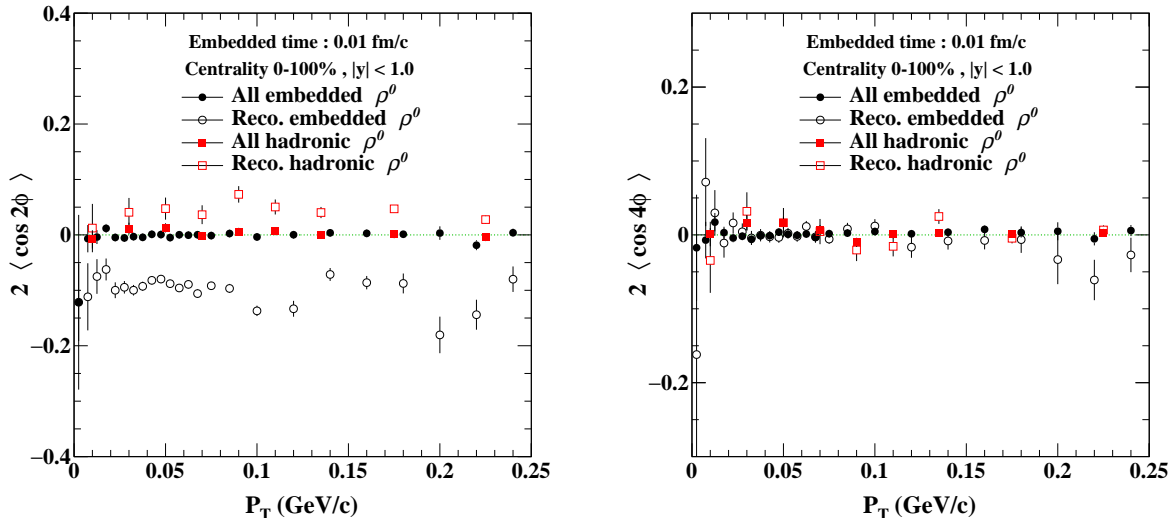 0.4
0.2
0
−0.2
−0.4
2 ⟨ cos 2ϕ ⟩
Embedded time : 0.01 fm/c
Centrality 0-100% , |y| < 1.0
All embedded ρ⁰
Reco. embedded ρ⁰
All hadronic ρ⁰
Reco. hadronic ρ⁰
0 0.05 0.1 0.15 0.2 0.25
P_T (GeV/c)
0.2
0
−0.2
2 ⟨ cos 4ϕ ⟩
Embedded time : 0.01 fm/c
Centrality 0-100% , |y| < 1.0
All embedded ρ⁰
Reco. embedded ρ⁰
All hadronic ρ⁰
Reco. hadronic ρ⁰
0 0.05 0.1 0.15 0.2 0.25
P_T (GeV/c)